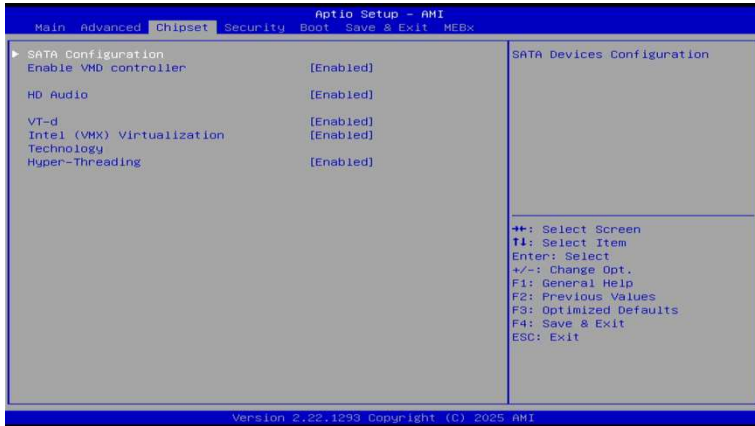 Aptio Setup - AMI
Main Advanced Chipset Security Boot Save & Exit MEBx
SATA Configuration
Enable VMD controller [Enabled]
HD Audio [Enabled]
VT-d [Enabled]
Intel (VMX) Virtualization [Enabled]
Technology
Hyper-Threading [Enabled]
SATA Devices Configuration
→←: Select Screen
↑↓: Select Item
Enter: Select
+/-: Change Opt.
F1: General Help
F2: Previous Values
F3: Optimized Defaults
F4: Save & Exit
ESC: Exit
Version 2.22.1293 Copyright (C) 2025 AMI